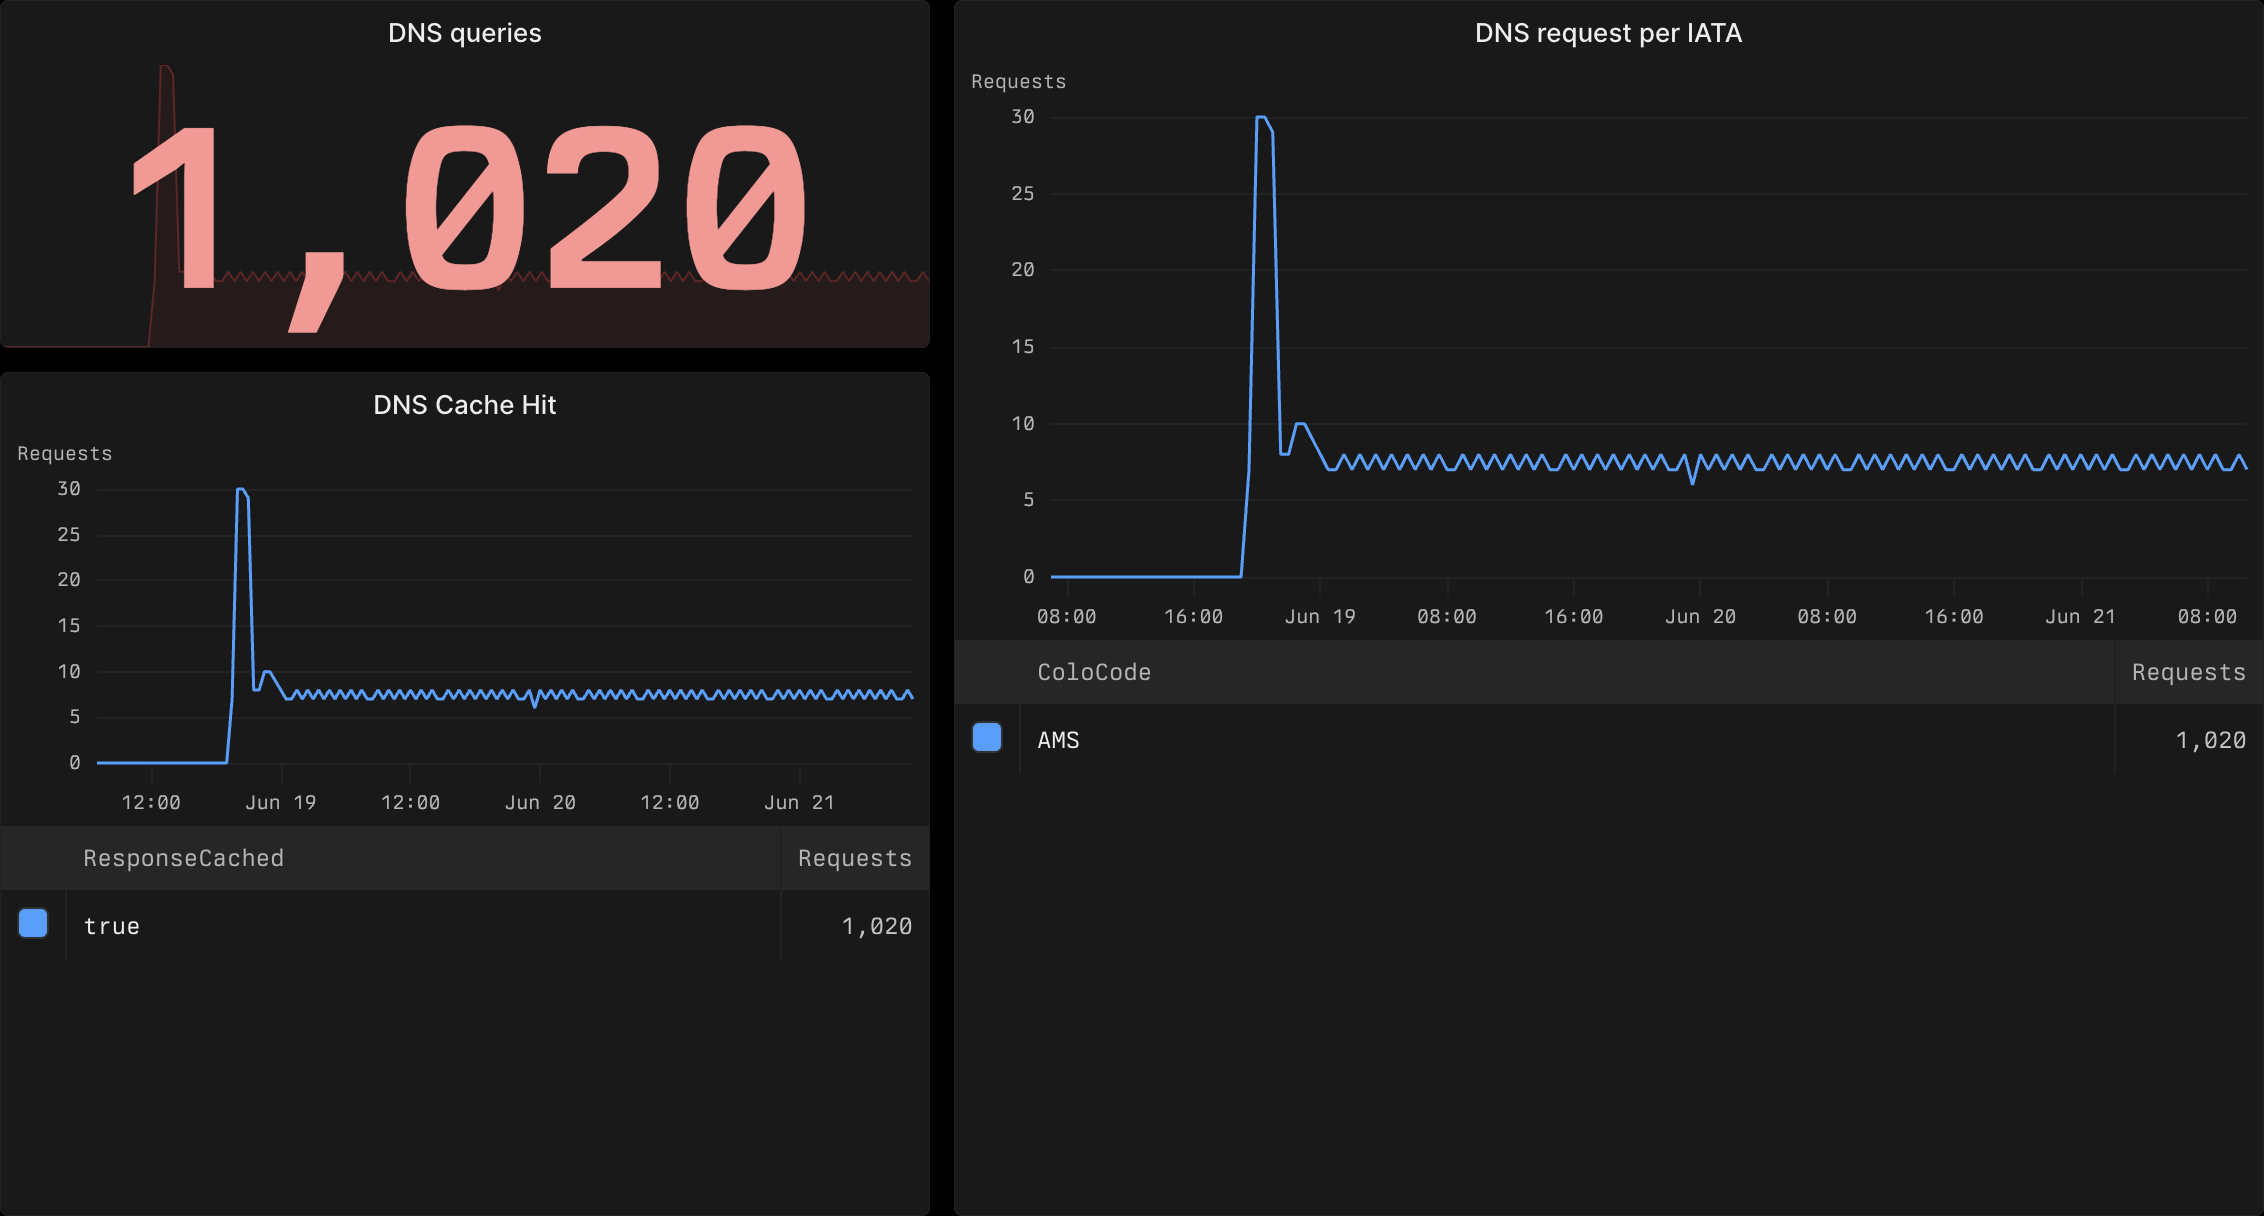 DNS queries
1,020
DNS Cache Hit
Requests
30
25
20
15
10
5
0
12:00 Jun 19 12:00 Jun 20 12:00 Jun 21
ResponseCached Requests
true 1,020
DNS request per IATA
Requests
30
25
20
15
10
5
0
08:00 16:00 Jun 19 08:00 16:00 Jun 20 08:00 16:00 Jun 21 08:00
ColoCode Requests
AMS 1,020